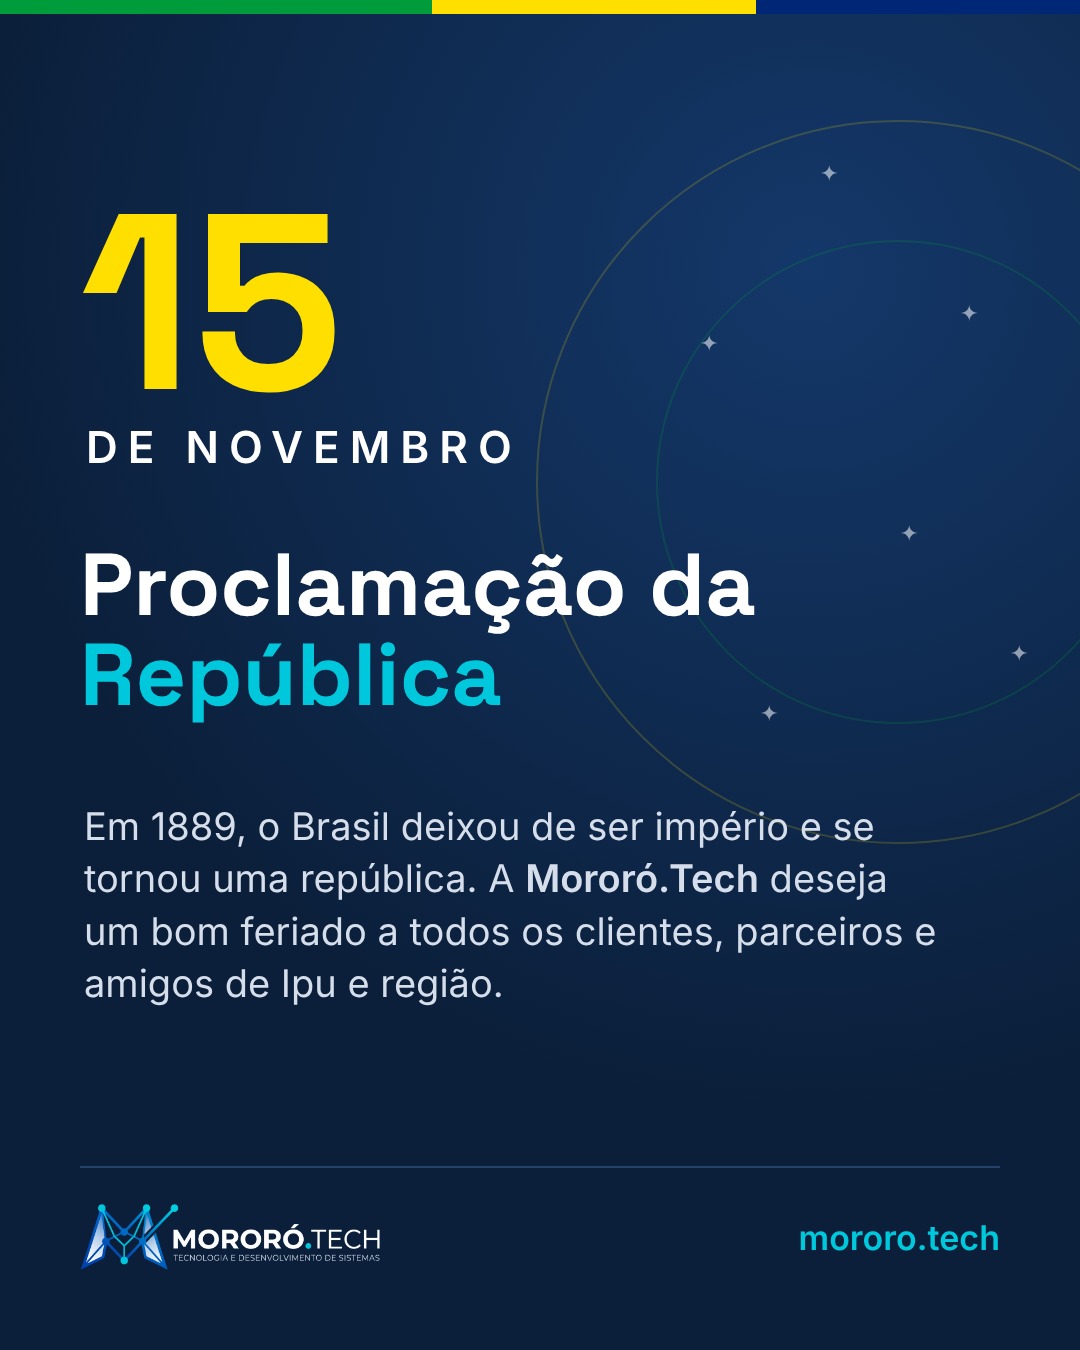 15
DE NOVEMBRO
Proclamação da
República
Em 1889, o Brasil deixou de ser império e se
tornou uma república. A Mororó.Tech deseja
um bom feriado a todos os clientes, parceiros e
amigos de Ipu e região.
MORORÓ.TECH
TECNOLOGIA E DESENVOLVIMENTO DE SISTEMAS
mororo.tech